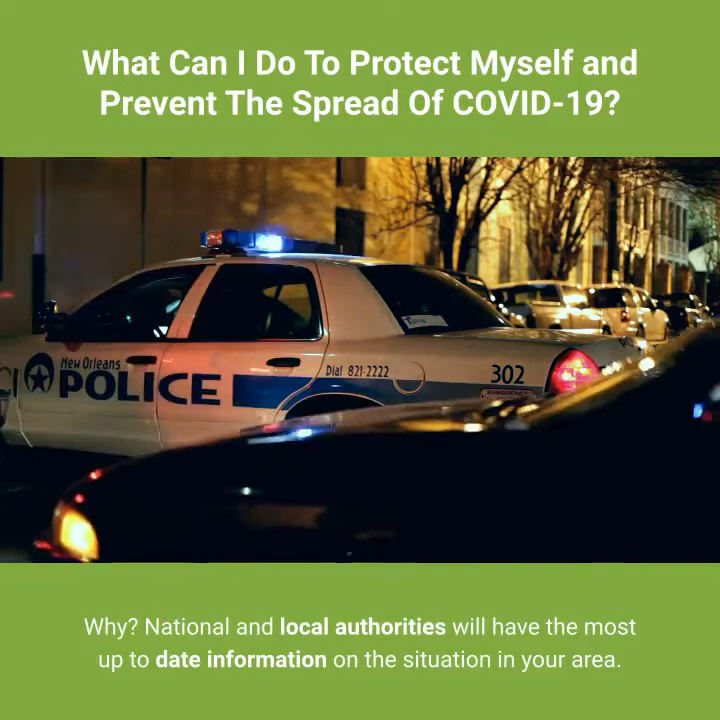 What Can I Do To Protect Myself and
Prevent The Spread Of COVID-19?
New Orleans
POLICE
Dial 821-2222
302
EMERGENCY
Why? National and local authorities will have the most
up to date information on the situation in your area.